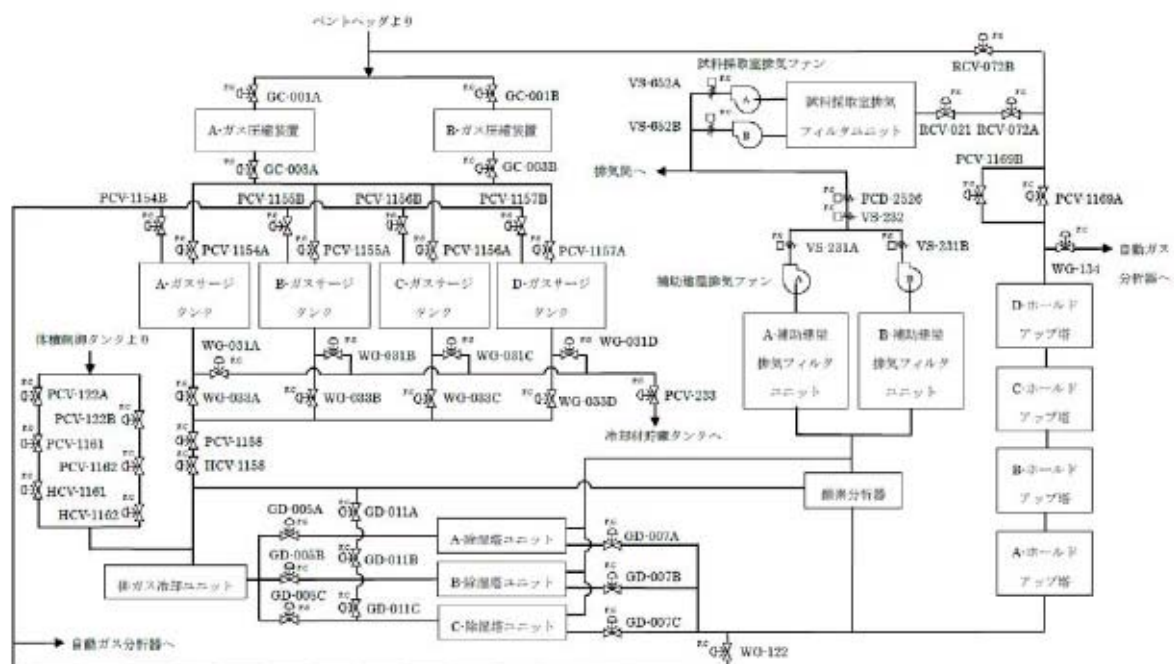 ベントヘッダより
F.C
RCV-072B
試料採取室排気ファン
VS-652A
A
試料採取室排気
フィルタユニット
F.C
F.C
RCV-021
RCV-072A
VS-652B
B
F.C
GC-001A
F.C
GC-001B
A-ガス圧縮装置
B-ガス圧縮装置
F.C
GC-003A
F.C
GC-003B
排気筒へ
PCV-1169B
PCV-1169A
PCV-1154B
PCV-1155B
PCV-1156B
PCV-1157B
PCV-1154A
PCV-1155A
PCV-1156A
PCV-1157A
PCD-2526
VS-232
VS-231A
VS-231B
補助建屋排気ファン
A
B
F.C
WG-134
自動ガス
分析器へ
A-ガスサージ
タンク
B-ガスサージ
タンク
C-ガスサージ
タンク
D-ガスサージ
タンク
A-補助建屋
排気フィルタ
ユニット
B-補助建屋
排気フィルタ
ユニット
D-ホールド
アップ塔
C-ホールド
アップ塔
B-ホールド
アップ塔
A-ホールド
アップ塔
体積制御タンクより
WG-031A
WG-031B
WG-031C
WG-031D
WG-033A
WG-033B
WG-033C
WG-033D
PCV-233
冷却材貯蔵タンクへ
PCV-122A
PCV-122B
PCV-1161
PCV-1162
HCV-1161
HCV-1162
PCV-1158
HCV-1158
酸素分析器
GD-005A
GD-011A
GD-005B
GD-011B
GD-005C
GD-011C
A-除湿塔ユニット
B-除湿塔ユニット
C-除湿塔ユニット
GD-007A
GD-007B
GD-007C
排ガス冷却ユニット
自動ガス分析器へ
F.C
WG-122